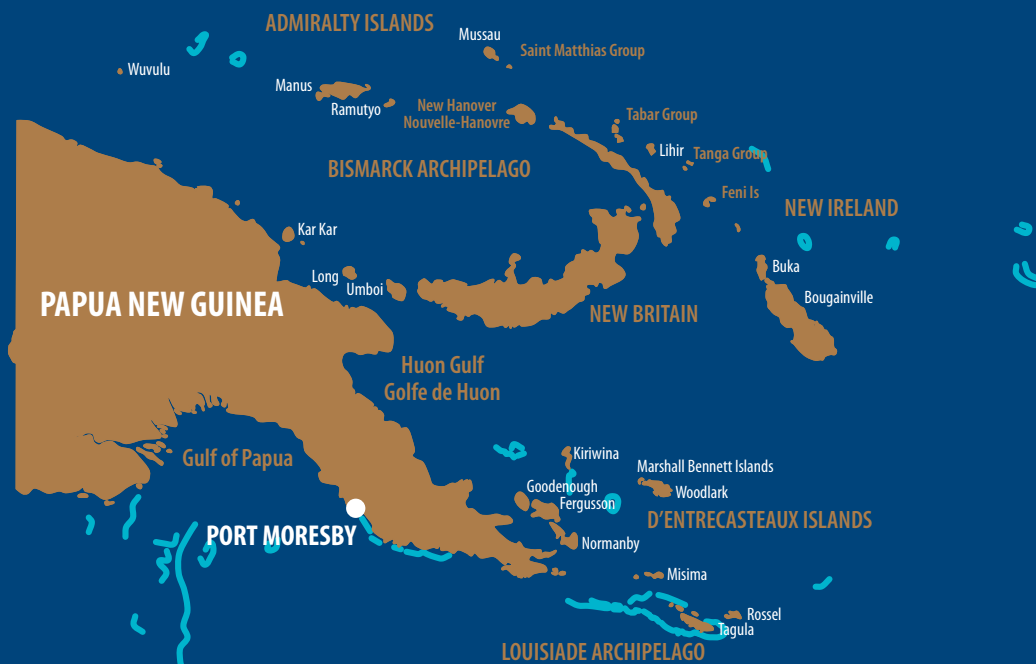 ADMIRALTY ISLANDS
Mussau
Saint Matthias Group
Wuvulu
Manus
Ramutyo
New Hanover
Nouvelle-Hanovre
Tabar Group
Lihir
Tanga Group
BISMARCK ARCHIPELAGO
Feni Is
NEW IRELAND
Kar Kar
Buka
Long
Umboi
Bougainville
PAPUA NEW GUINEA
NEW BRITAIN
Huon Gulf
Golfe de Huon
Gulf of Papua
Kiriwina
Marshall Bennett Islands
Goodenough
Woodlark
Fergusson
D'ENTRECASTEAUX ISLANDS
PORT MORESBY
Normanby
Misima
Rossel
Tagula
LOUISIADE ARCHIPELAGO